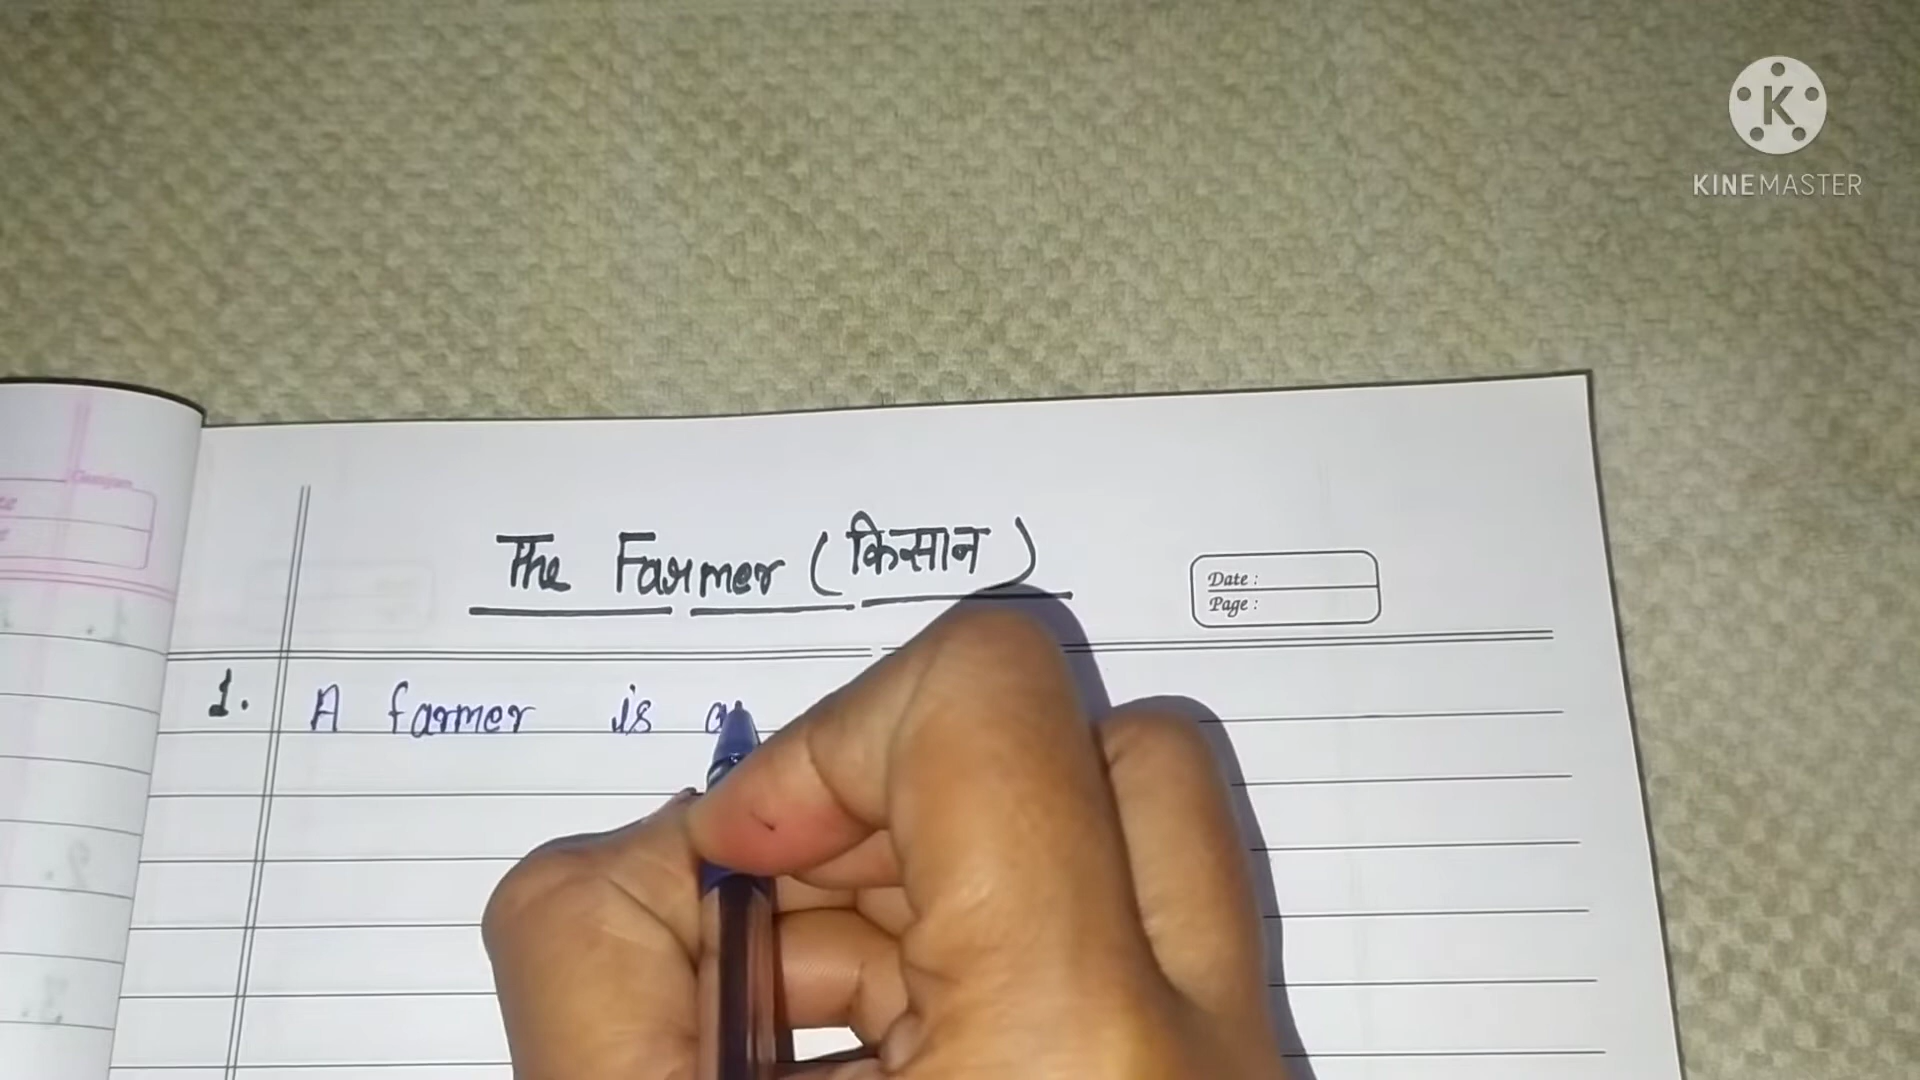 KINEMASTER
The Farmer (किसान)
Date :
Page :
1. A farmer is